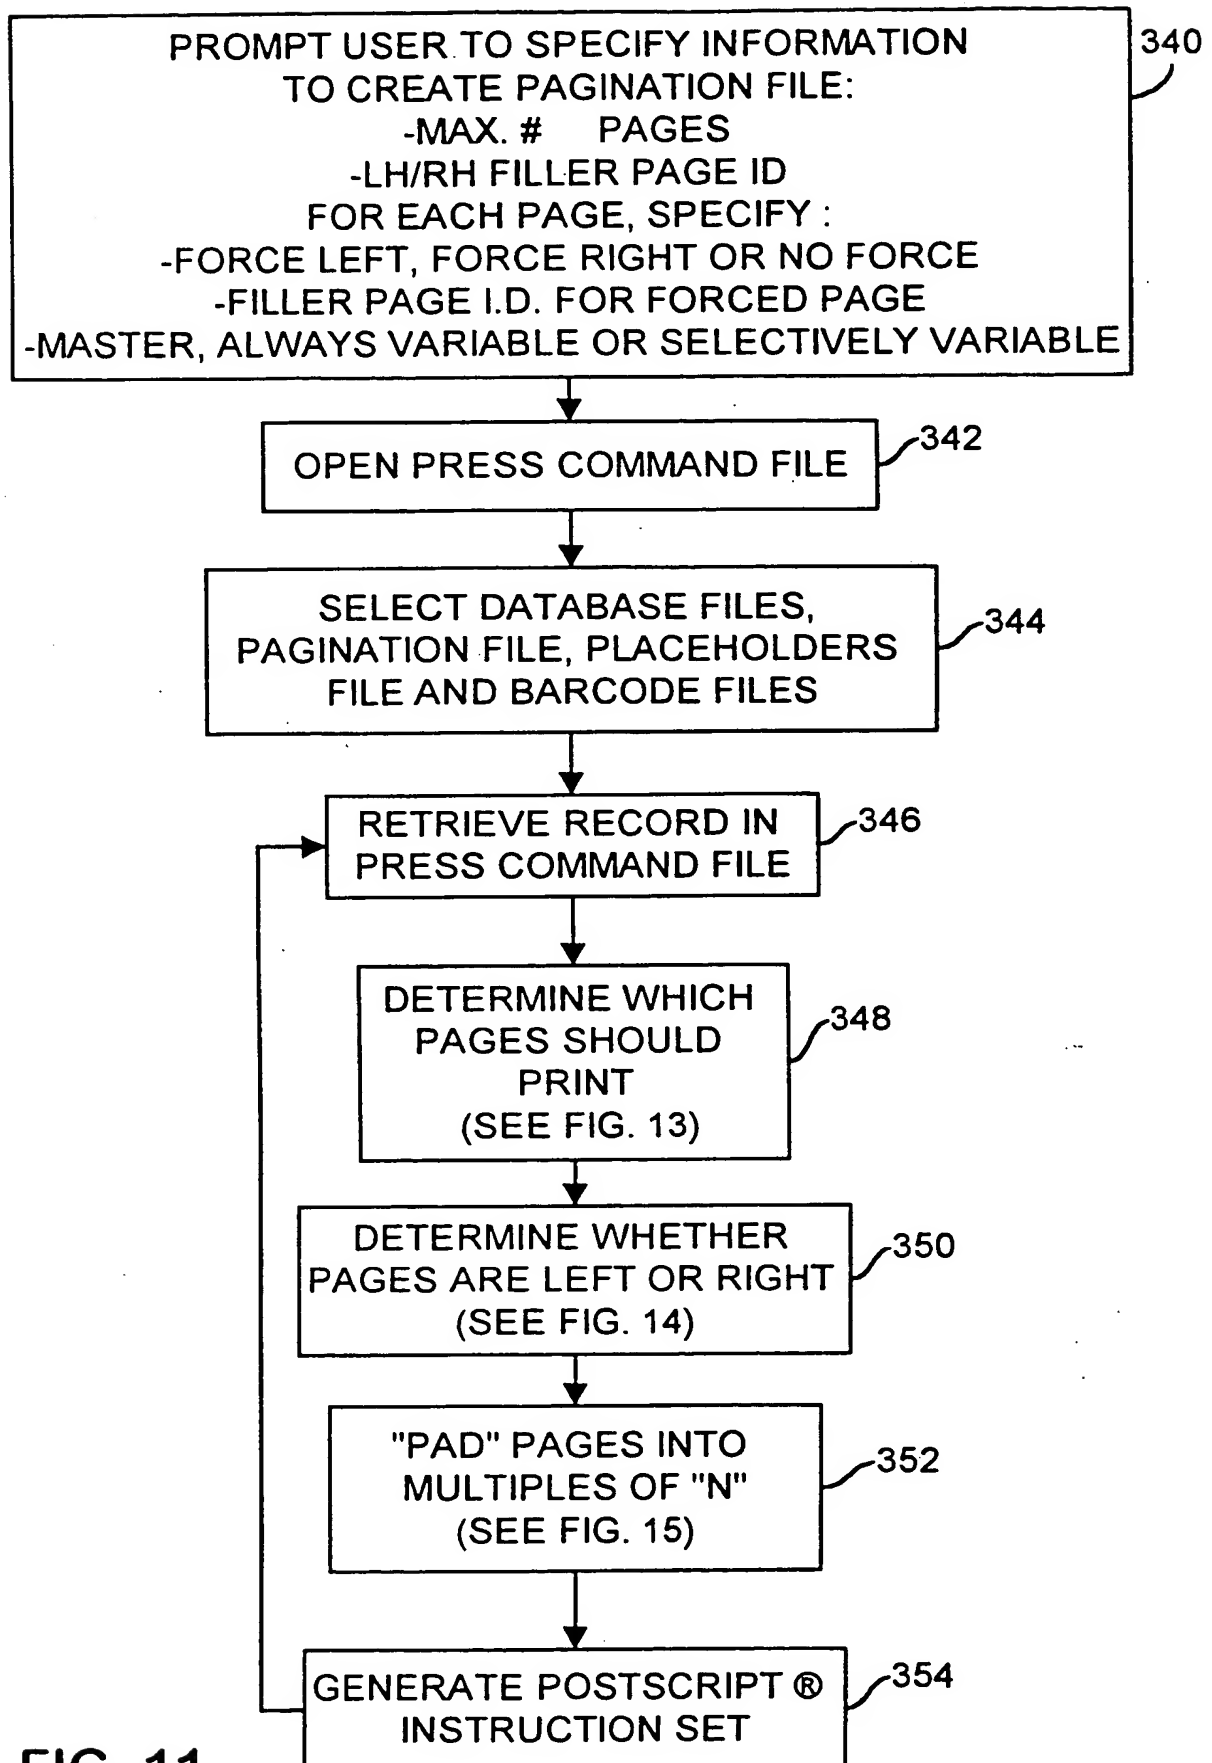 PROMPT USER TO SPECIFY INFORMATION
TO CREATE PAGINATION FILE:
-MAX. # PAGES
-LH/RH FILLER PAGE ID
FOR EACH PAGE, SPECIFY :
-FORCE LEFT, FORCE RIGHT OR NO FORCE
-FILLER PAGE I.D. FOR FORCED PAGE
-MASTER, ALWAYS VARIABLE OR SELECTIVELY VARIABLE
340
OPEN PRESS COMMAND FILE
342
SELECT DATABASE FILES,
PAGINATION FILE, PLACEHOLDERS
FILE AND BARCODE FILES
344
RETRIEVE RECORD IN
PRESS COMMAND FILE
346
DETERMINE WHICH
PAGES SHOULD
PRINT
(SEE FIG. 13)
348
DETERMINE WHETHER
PAGES ARE LEFT OR RIGHT
(SEE FIG. 14)
350
"PAD" PAGES INTO
MULTIPLES OF "N"
(SEE FIG. 15)
352
GENERATE POSTSCRIPT ®
INSTRUCTION SET
354
FIG. 11